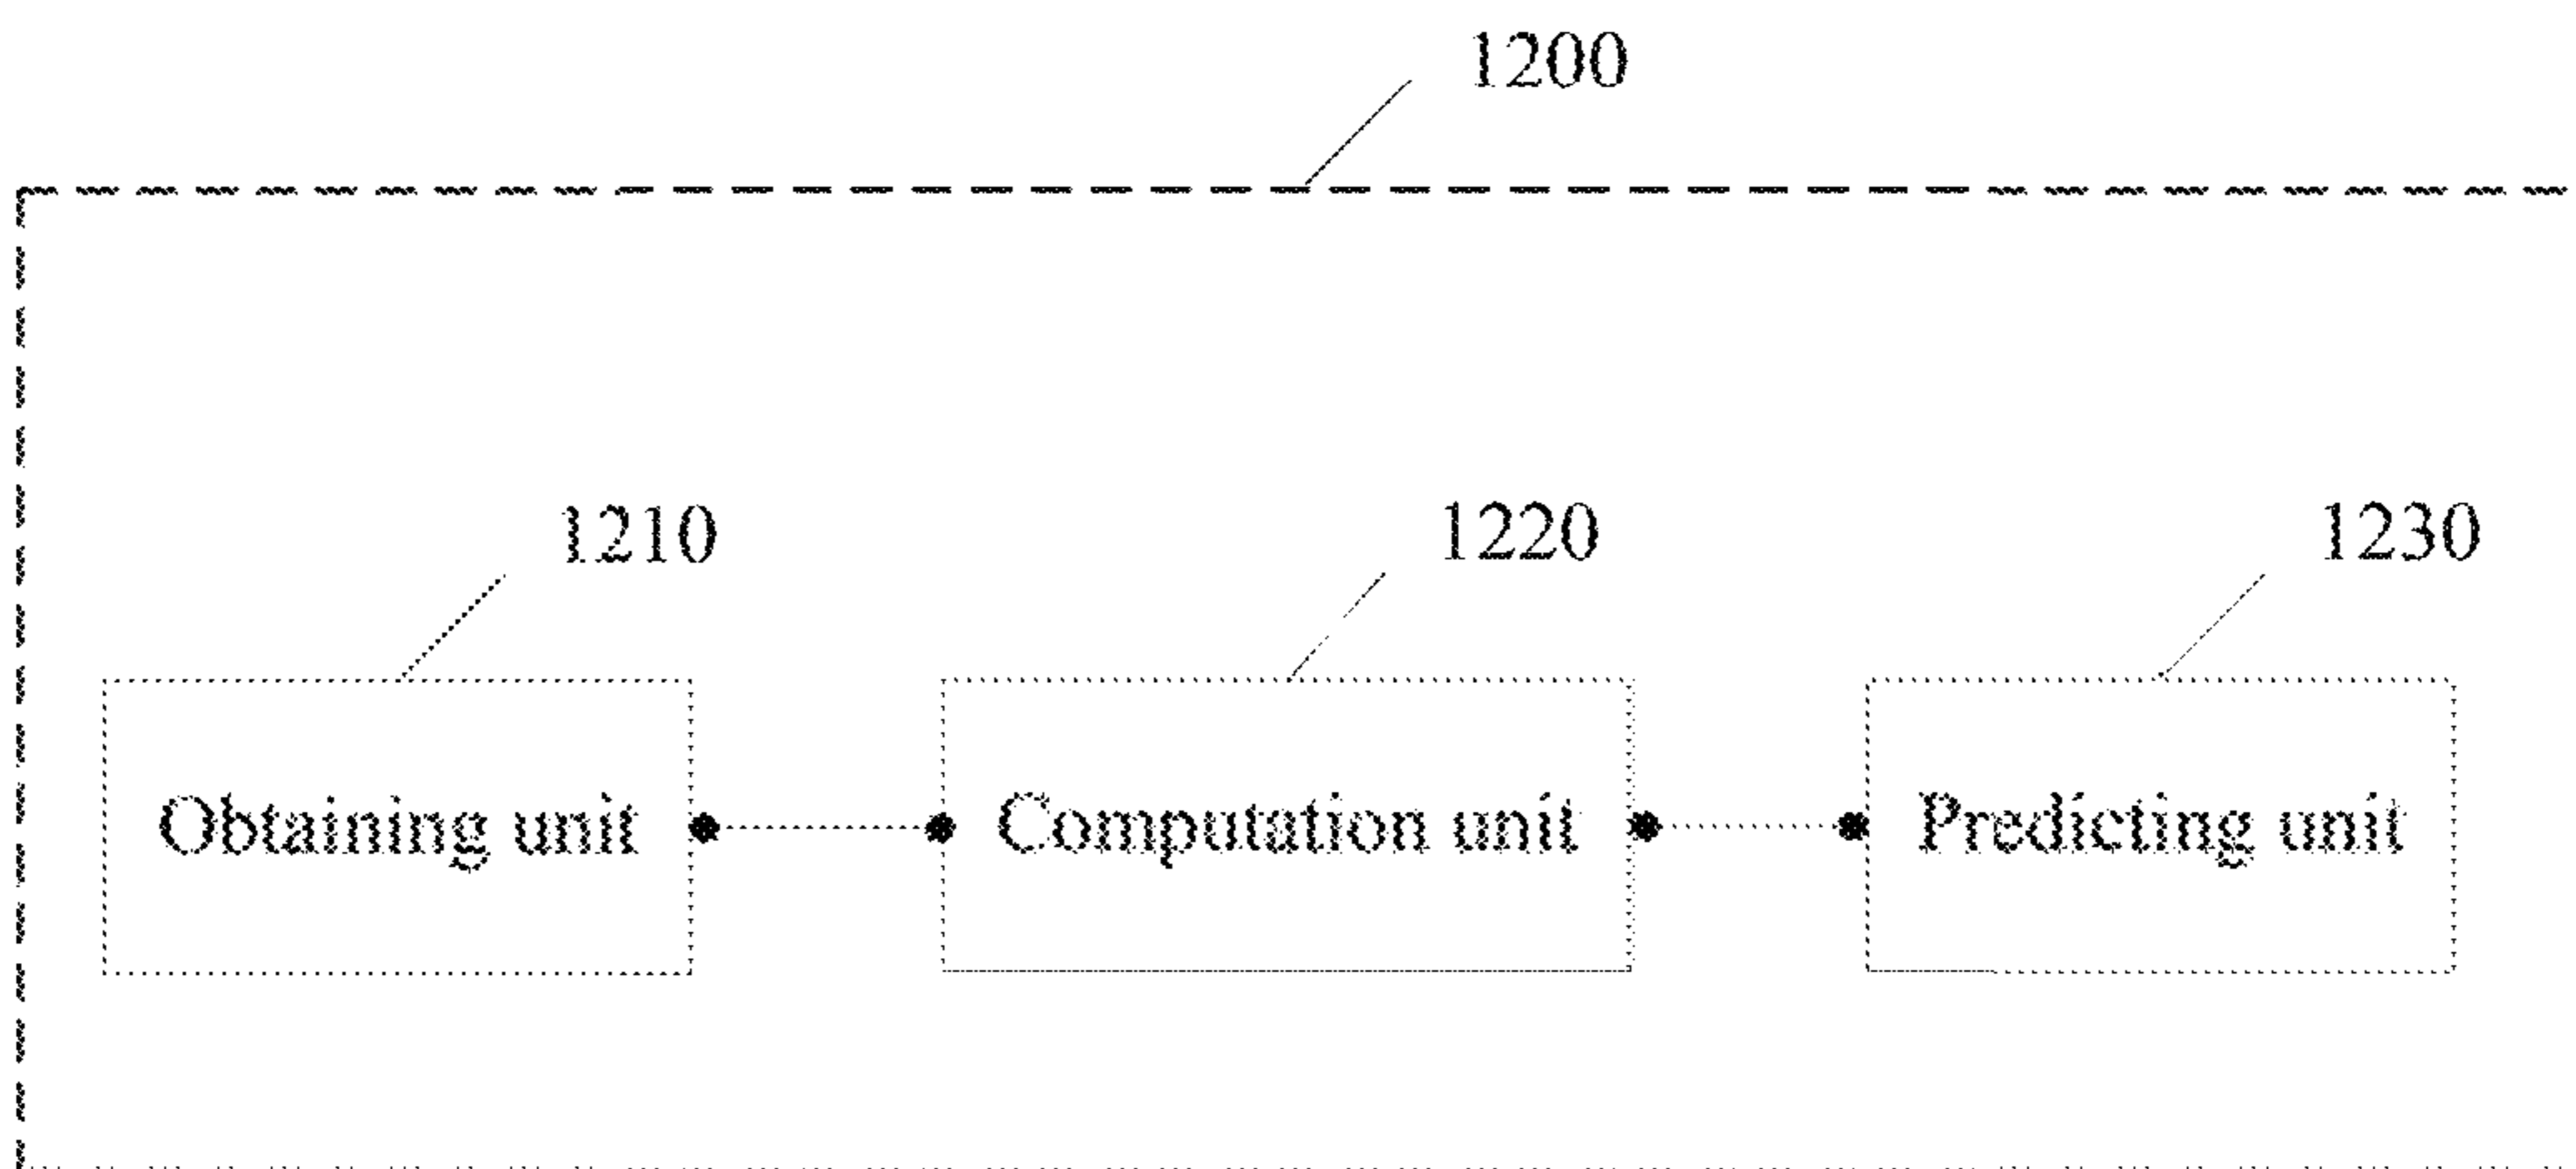 1200
1210
1220
1230
Obtaining unit
Computation unit
Predicting unit